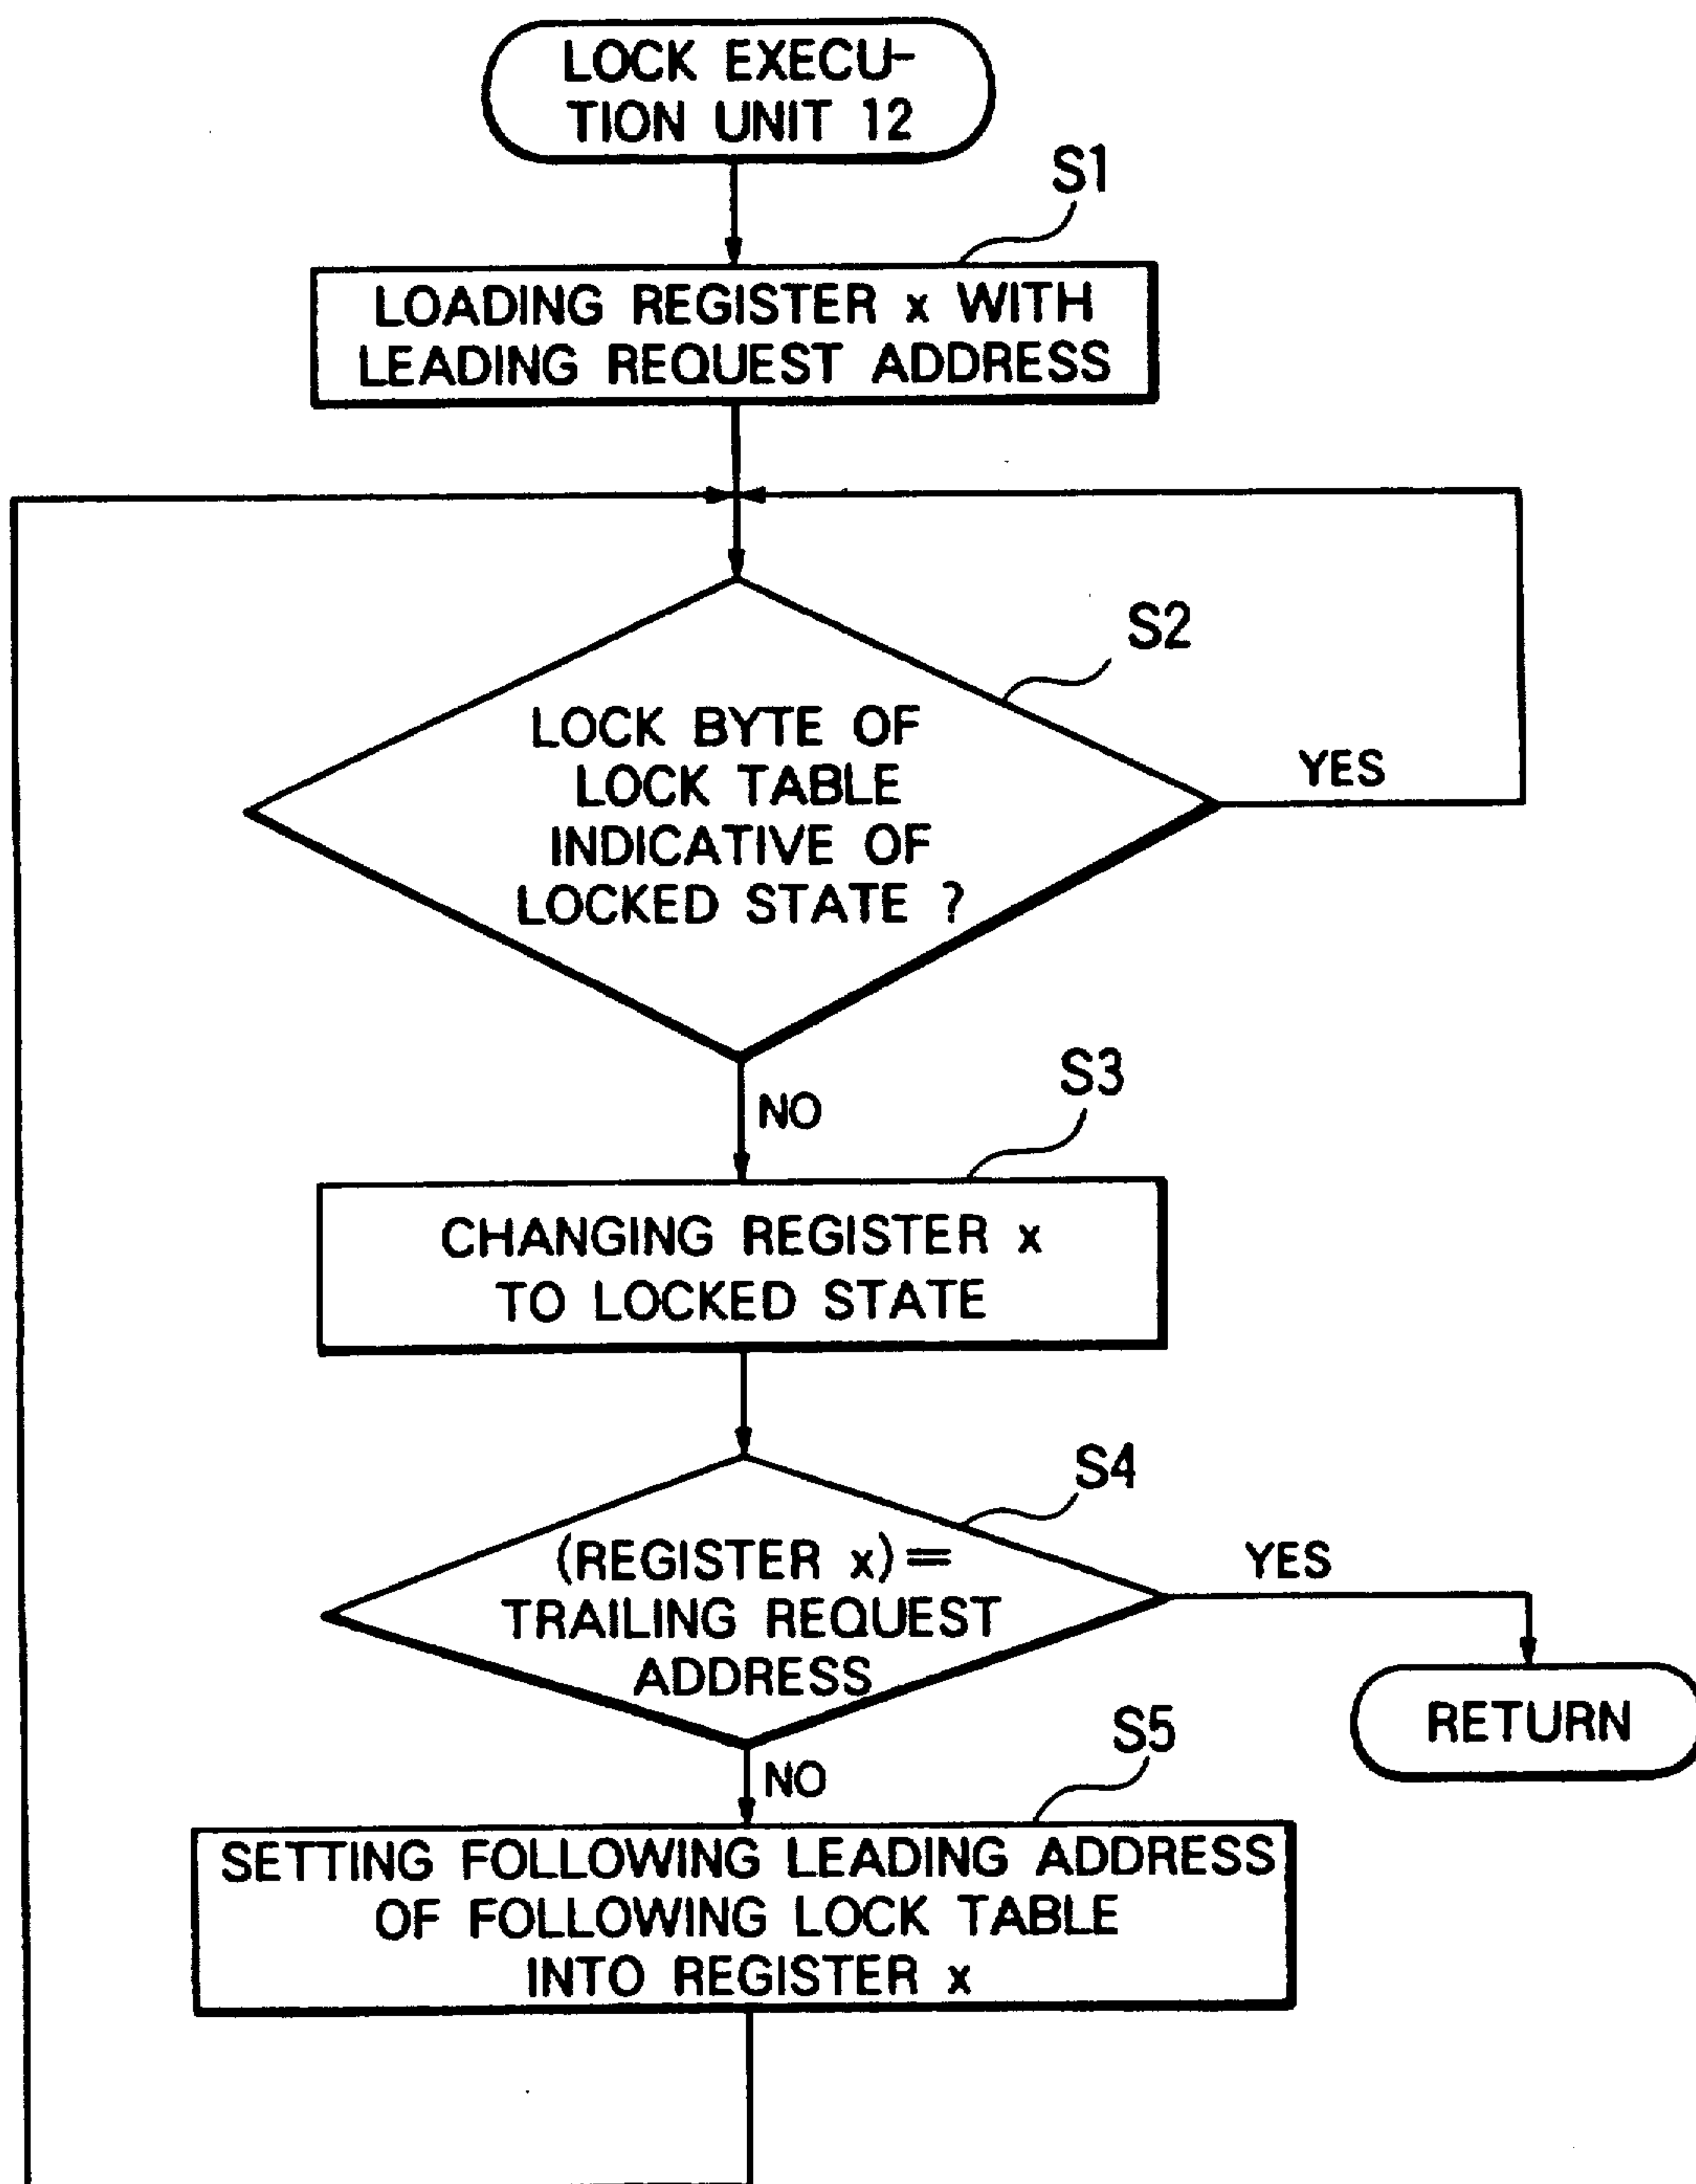 LOCK EXECU-
TION UNIT 12
S1
LOADING REGISTER x WITH
LEADING REQUEST ADDRESS
S2
LOCK BYTE OF
LOCK TABLE
INDICATIVE OF
LOCKED STATE ?
YES
NO
S3
CHANGING REGISTER x
TO LOCKED STATE
S4
(REGISTER x)=
TRAILING REQUEST
ADDRESS
YES
RETURN
NO
S5
SETTING FOLLOWING LEADING ADDRESS
OF FOLLOWING LOCK TABLE
INTO REGISTER x